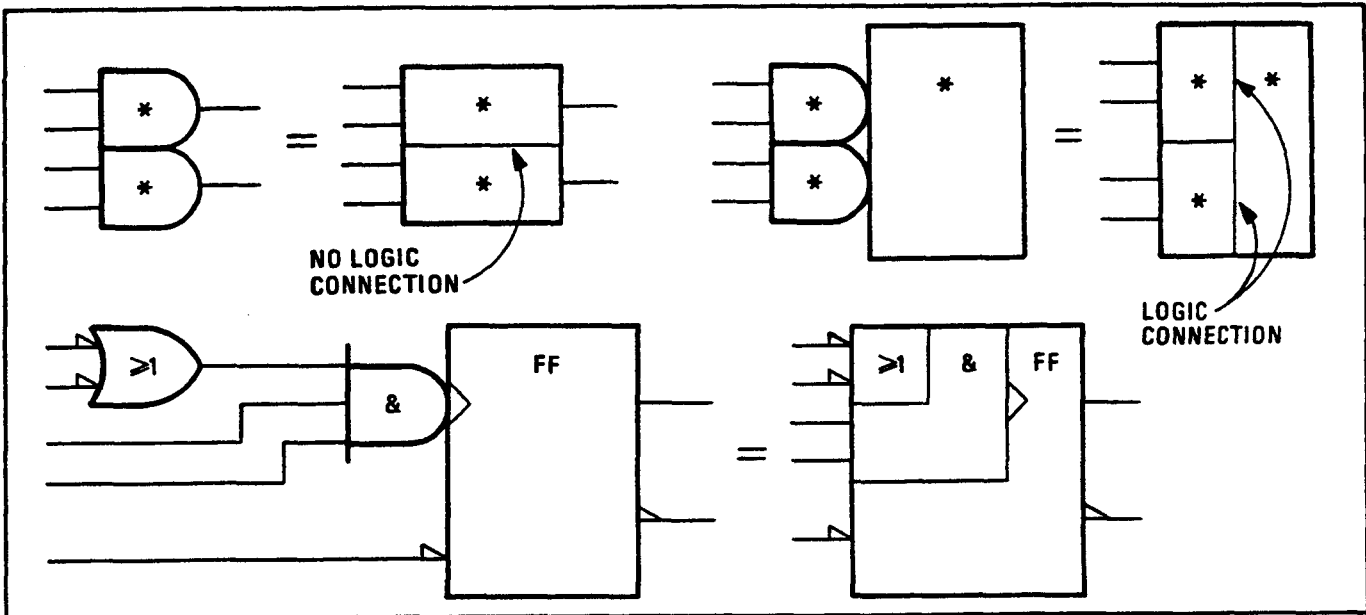 * = * * * = * *
* * * *
NO LOGIC
CONNECTION
LOGIC
CONNECTION
≥1 & FF = ≥1 & FF